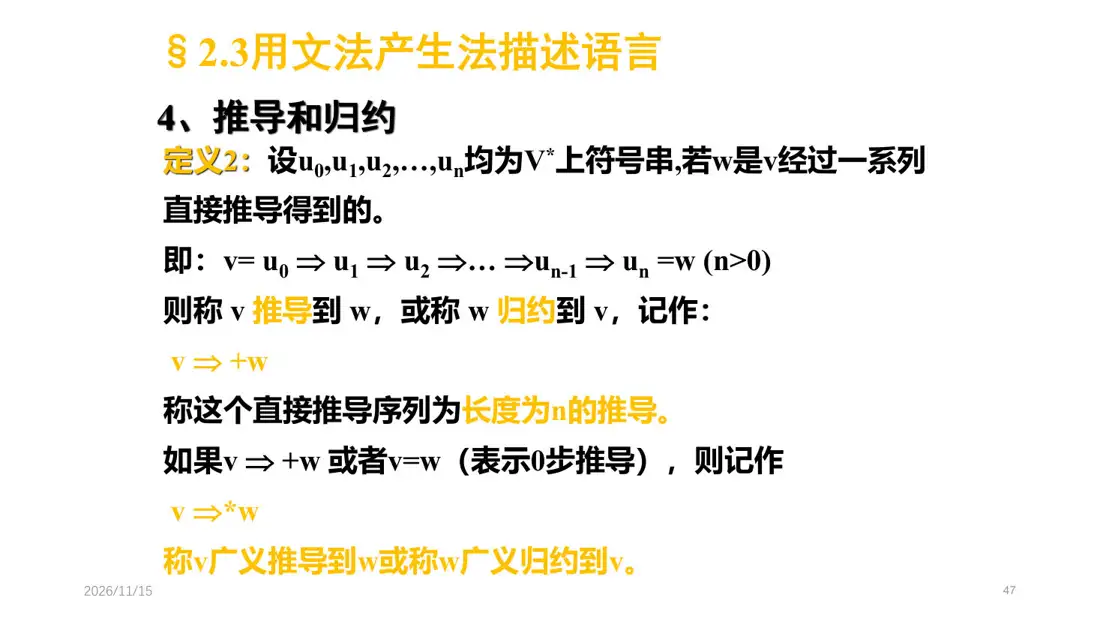 §2.3用文法产生法描述语言
4、推导和归约
定义2：设u0,u1,u2,…,un均为V*上符号串,若w是v经过一系列
直接推导得到的。
即：v= u0 ⇒ u1 ⇒ u2 ⇒… ⇒un-1 ⇒ un =w (n>0)
则称 v 推导到 w，或称 w 归约到 v，记作：
v ⇒ +w
称这个直接推导序列为长度为n的推导。
如果v ⇒ +w 或者v=w（表示0步推导），则记作
v ⇒*w
称v广义推导到w或称w广义归约到v。
2026/11/15
47